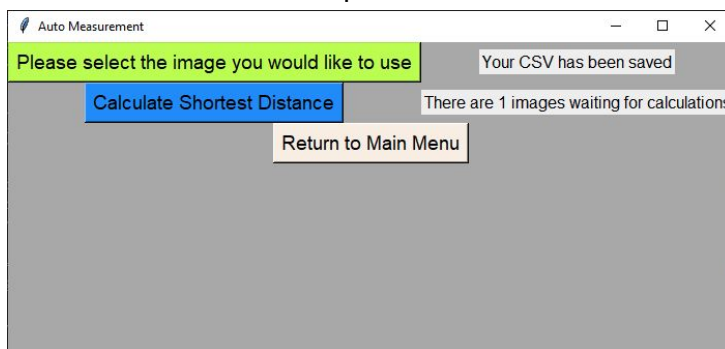 Auto Measurement
Please select the image you would like to use
Your CSV has been saved
Calculate Shortest Distance
There are 1 images waiting for calculations
Return to Main Menu